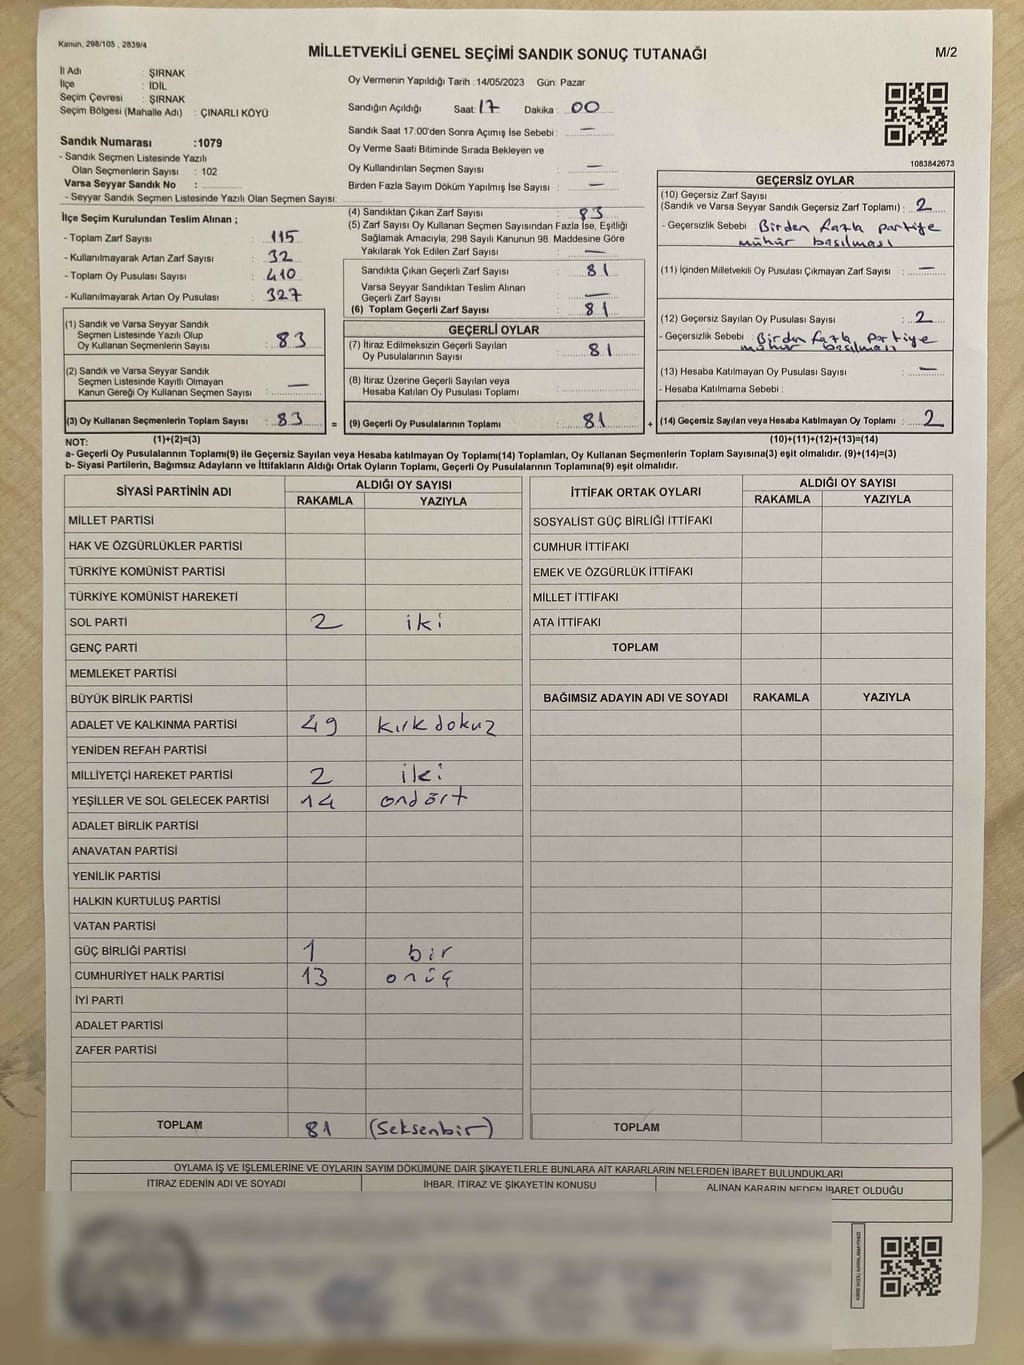 Kanun, 298/105 , 2839/4
MİLLETVEKİLİ GENEL SEÇİMİ SANDIK SONUÇ TUTANAĞI
M/2
İl Adı : ŞIRNAK
İlçe : İDİL
Seçim Çevresi : ŞIRNAK
Seçim Bölgesi (Mahalle Adı) : ÇINARLI KÖYÜ
Sandık Numarası :1079
- Sandık Seçmen Listesinde Yazılı
Olan Seçmenlerin Sayısı : 102
Varsa Seyyar Sandık No :
- Seyyar Sandık Seçmen Listesinde Yazılı Olan Seçmen Sayısı:
İlçe Seçim Kurulundan Teslim Alınan ;
- Toplam Zarf Sayısı : 115
- Kullanılmayarak Artan Zarf Sayısı : 32
- Toplam Oy Pusulası Sayısı : 410
- Kullanılmayarak Artan Oy Pusulası : 327
(1) Sandık ve Varsa Seyyar Sandık
Seçmen Listesinde Yazılı Olup
Oy Kullanan Seçmenlerin Sayısı : 83
(2) Sandık ve Varsa Seyyar Sandık
Seçmen Listesinde Kayıtlı Olmayan
Kanun Gereği Oy Kullanan Seçmen Sayısı : —
(3) Oy Kullanan Seçmenlerin Toplam Sayısı : 83
Oy Vermenin Yapıldığı Tarih : 14/05/2023 Gün: Pazar
Sandığın Açıldığı Saat: 17 Dakika : 00
Sandık Saat 17:00'den Sonra Açımış İse Sebebi : —
Oy Verme Saati Bitiminde Sırada Bekleyen ve
Oy Kullandırılan Seçmen Sayısı : —
Birden Fazla Sayım Döküm Yapılmış İse Sayısı : —
(4) Sandıktan Çıkan Zarf Sayısı : 83
(5) Zarf Sayısı Oy Kullanan Seçmen Sayısından Fazla İse, Eşitliği
Sağlamak Amacıyla, 298 Sayılı Kanunun 98. Maddesine Göre
Yakılarak Yok Edilen Zarf Sayısı : —
Sandıkta Çıkan Geçerli Zarf Sayısı : 81
Varsa Seyyar Sandıktan Teslim Alınan
Geçerli Zarf Sayısı : —
(6) Toplam Geçerli Zarf Sayısı : 81
GEÇERLİ OYLAR
(7) İtiraz Edilmeksizin Geçerli Sayılan
Oy Pusulalarının Sayısı : 81
(8) İtiraz Üzerine Geçerli Sayılan veya
Hesaba Katılan Oy Pusulaları Toplamı :
= (9) Geçerli Oy Pusulalarının Toplamı : 81
1083842673
GEÇERSİZ OYLAR
(10) Geçersiz Zarf Sayısı
(Sandık ve Varsa Seyyar Sandık Geçersiz Zarf Toplamı) : 2
- Geçersizlik Sebebi : Birden fazla partiye
mühür basılması
(11) İçinden Milletvekili Oy Pusulası Çıkmayan Zarf Sayısı : —
(12) Geçersiz Sayılan Oy Pusulası Sayısı : 2
- Geçersizlik Sebebi : Birden fazla partiye
mühür basılması
(13) Hesaba Katılmayan Oy Pusulası Sayısı : —
- Hesaba Katılmama Sebebi :
+ (14) Geçersiz Sayılan veya Hesaba Katılmayan Oy Toplamı : 2
NOT: (1)+(2)=(3)
(10)+(11)+(12)+(13)=(14)
a- Geçerli Oy Pusulalarının Toplamı(9) ile Geçersiz Sayılan veya Hesaba katılmayan Oy Toplamı(14) Toplamları, Oy Kullanan Seçmenlerin Toplam Sayısına(3) eşit olmalıdır. (9)+(14)=(3)
b- Siyasi Partilerin, Bağımsız Adayların ve İttifakların Aldığı Ortak Oyların Toplamı, Geçerli Oy Pusulalarının Toplamına(9) eşit olmalıdır.
SİYASİ PARTİNİN ADI ALDIĞI OY SAYISI
RAKAMLA YAZIYLA
MİLLET PARTİSİ
HAK VE ÖZGÜRLÜKLER PARTİSİ
TÜRKİYE KOMÜNİST PARTİSİ
TÜRKİYE KOMÜNİST HAREKETİ
SOL PARTİ 2 iki
GENÇ PARTİ
MEMLEKET PARTİSİ
BÜYÜK BİRLİK PARTİSİ
ADALET VE KALKINMA PARTİSİ 49 kırkdokuz
YENİDEN REFAH PARTİSİ
MİLLİYETÇİ HAREKET PARTİSİ 2 iki
YEŞİLLER VE SOL GELECEK PARTİSİ 14 ondört
ADALET BİRLİK PARTİSİ
ANAVATAN PARTİSİ
YENİLİK PARTİSİ
HALKIN KURTULUŞ PARTİSİ
VATAN PARTİSİ
GÜÇ BİRLİĞİ PARTİSİ 1 bir
CUMHURİYET HALK PARTİSİ 13 onüç
İYİ PARTİ
ADALET PARTİSİ
ZAFER PARTİSİ
TOPLAM 81 (Seksenbir)
İTTİFAK ORTAK OYLARI ALDIĞI OY SAYISI
RAKAMLA YAZIYLA
SOSYALİST GÜÇ BİRLİĞİ İTTİFAKI
CUMHUR İTTİFAKI
EMEK VE ÖZGÜRLÜK İTTİFAKI
MİLLET İTTİFAKI
ATA İTTİFAKI
TOPLAM
BAĞIMSIZ ADAYIN ADI VE SOYADI RAKAMLA YAZIYLA
TOPLAM
OYLAMA İŞ VE İŞLEMLERİNE VE OYLARIN SAYIM DÖKÜMÜNE DAİR ŞİKAYETLERLE BUNLARA AİT KARARLARIN NELERDEN İBARET BULUNDUKLARI
İTİRAZ EDENİN ADI VE SOYADI İHBAR, İTİRAZ VE ŞİKAYETİN KONUSU ALINAN KARARIN NEDEN İBARET OLDUĞU
KARE KODU KARALAMAYINIZ!